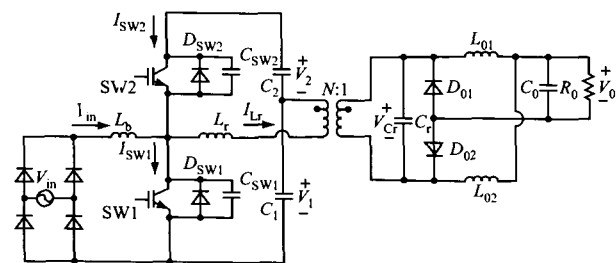 I_SW2
D_SW2
C_SW2
SW2
C_2
+
V_2
−
N:1
L_01
I_in
L_b
L_r
I_Lr
+
V_Cr
−
C_r
D_01
C_0
R_0
+
V_0
−
I_SW1
D_SW1
C_SW1
D_02
V_in
SW1
C_1
+
V_1
−
L_02